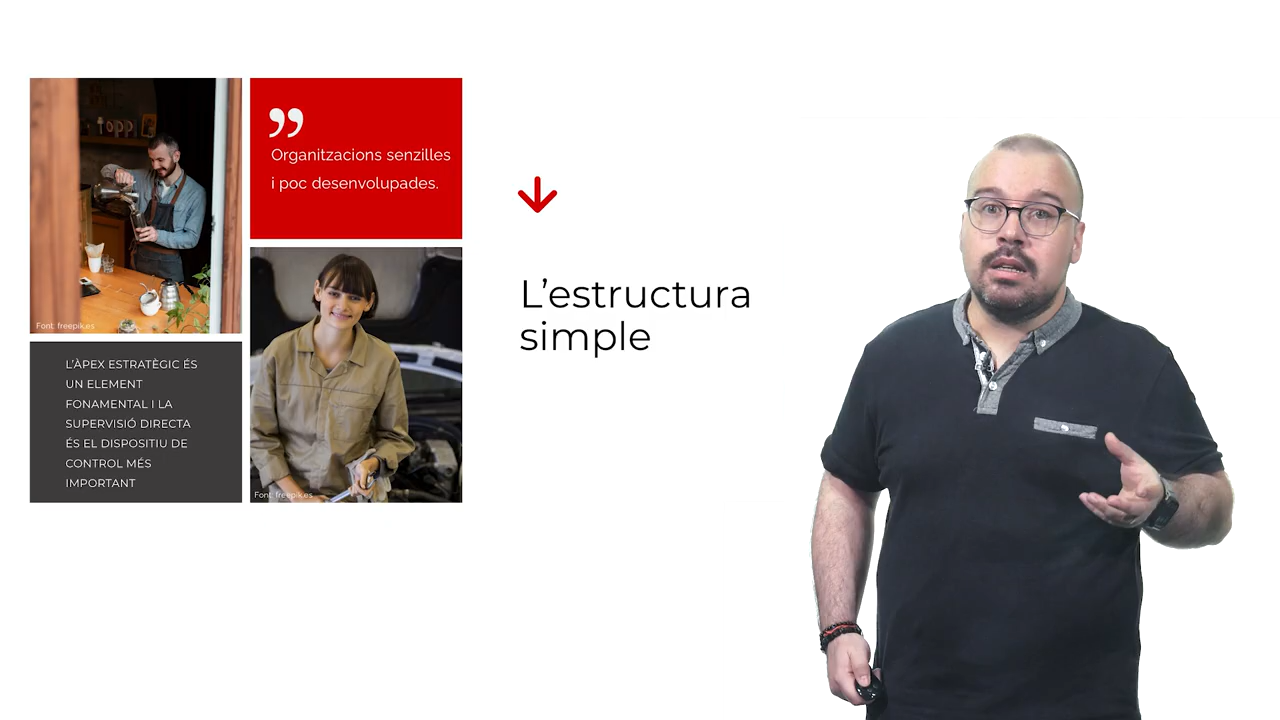 Font: freepik.es
L'ÀPEX ESTRATÈGIC ÉS
UN ELEMENT
FONAMENTAL I LA
SUPERVISIÓ DIRECTA
ÉS EL DISPOSITIU DE
CONTROL MÉS
IMPORTANT
”
Organitzacions senzilles
i poc desenvolupades.
Font: freepik.es
L’estructura
simple